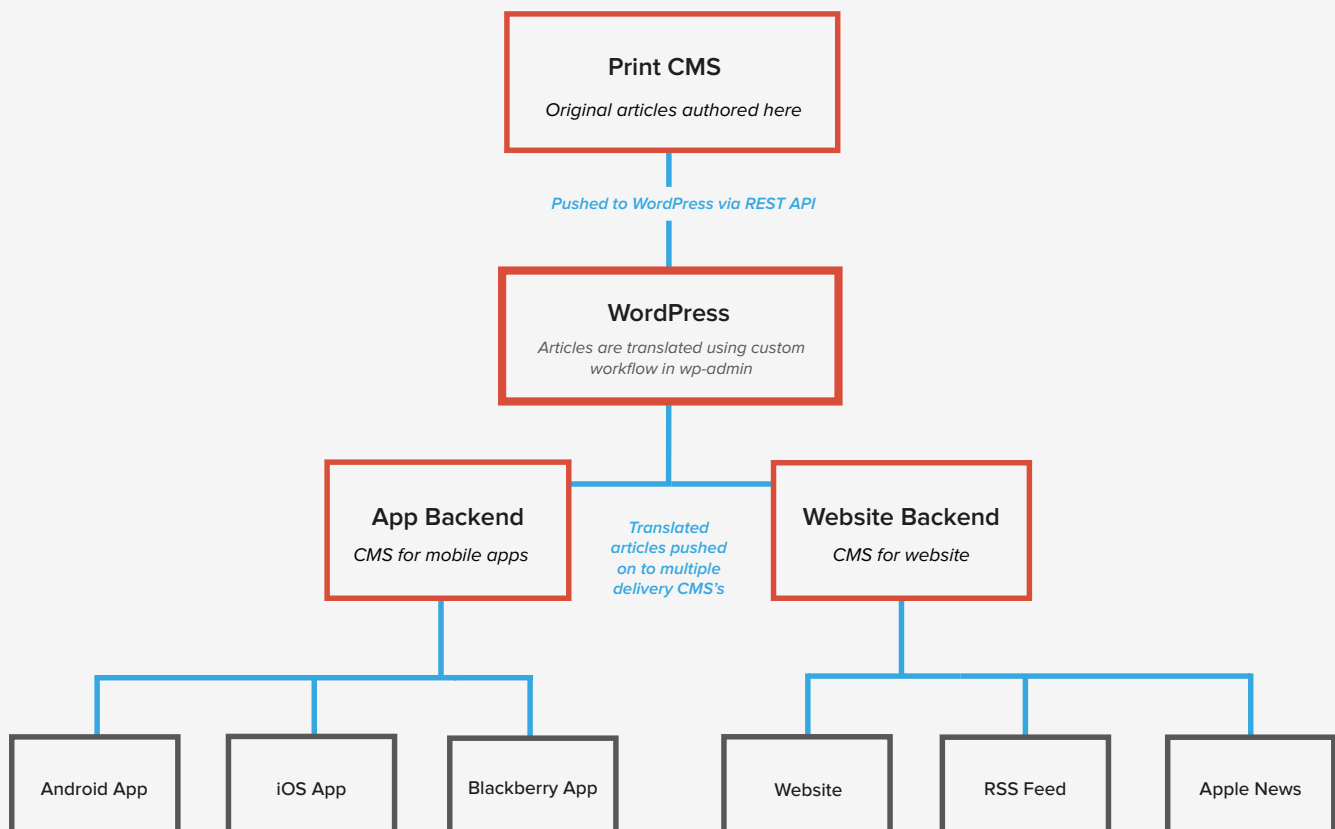 Print CMS
Original articles authored here
Pushed to WordPress via REST API
WordPress
Articles are translated using custom
workflow in wp-admin
App Backend
CMS for mobile apps
Translated
articles pushed
on to multiple
delivery CMS’s
Website Backend
CMS for website
Android App
iOS App
Blackberry App
Website
RSS Feed
Apple News